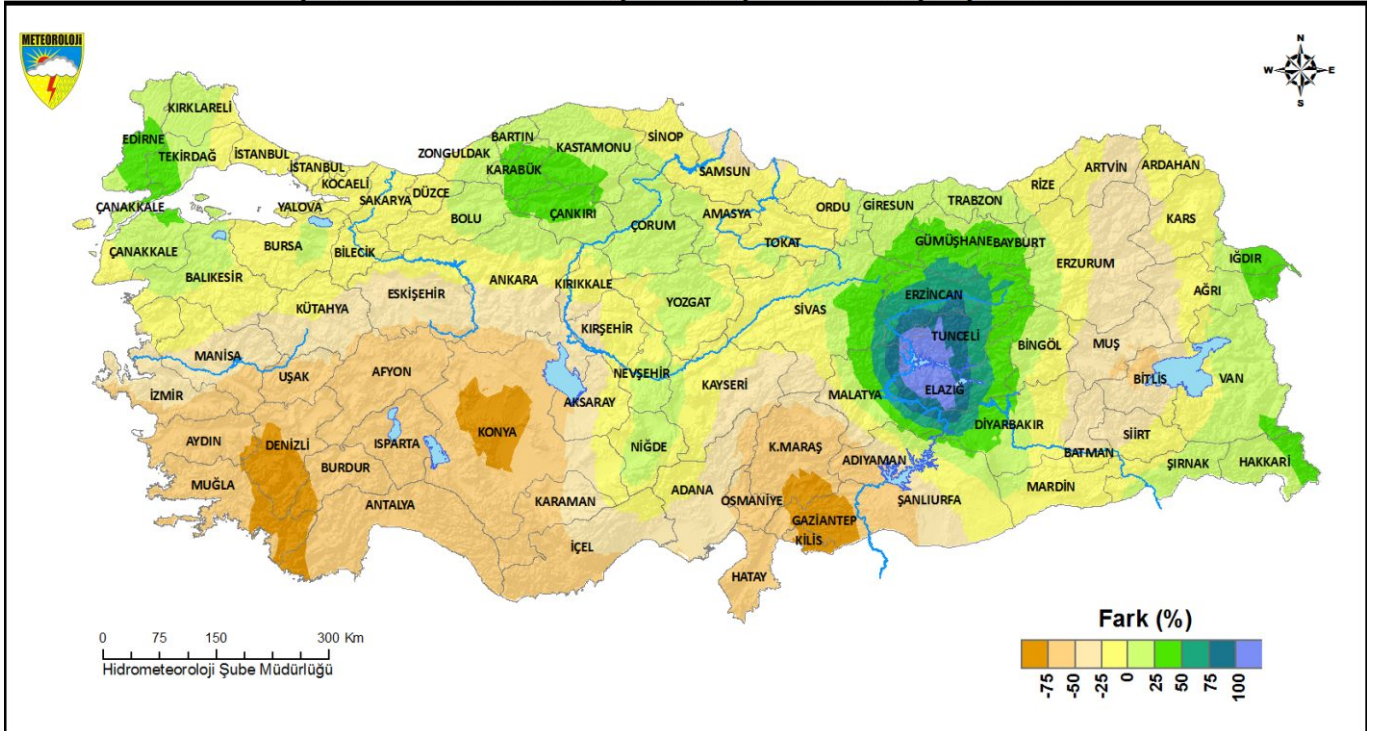 METEOROLOJİ
N
W E
S
KIRKLARELİ
EDİRNE
TEKİRDAĞ
İSTANBUL
İSTANBUL
KOCAELİ
ÇANAKKALE
YALOVA
SAKARYA
DÜZCE
ZONGULDAK
BARTIN
KARABÜK
KASTAMONU
SİNOP
SAMSUN
BOLU
ÇANKIRI
ÇORUM
AMASYA
ORDU
GİRESUN
TRABZON
RİZE
ARTVİN
ARDAHAN
KARS
ÇANAKKALE
BALIKESİR
BURSA
BİLECİK
TOKAT
GÜMÜŞHANE
BAYBURT
ERZURUM
IĞDIR
AĞRI
KÜTAHYA
ESKİŞEHİR
ANKARA
KIRIKKALE
YOZGAT
SİVAS
ERZİNCAN
TUNCELİ
BİNGÖL
MUŞ
MANİSA
UŞAK
AFYON
KIRŞEHİR
NEVŞEHİR
KAYSERİ
MALATYA
ELAZIĞ
BİTLİS
VAN
İZMİR
AKSARAY
AYDIN
DENİZLİ
ISPARTA
KONYA
NİĞDE
K.MARAŞ
ADIYAMAN
DİYARBAKIR
SİİRT
BATMAN
ŞIRNAK
HAKKARİ
MUĞLA
BURDUR
ANTALYA
KARAMAN
ADANA
OSMANİYE
GAZİANTEP
KİLİS
ŞANLIURFA
MARDİN
İÇEL
HATAY
0 75 150 300 Km
Hidrometeoroloji Şube Müdürlüğü
Fark (%)
-75 -50 -25 0 25 50 75 100